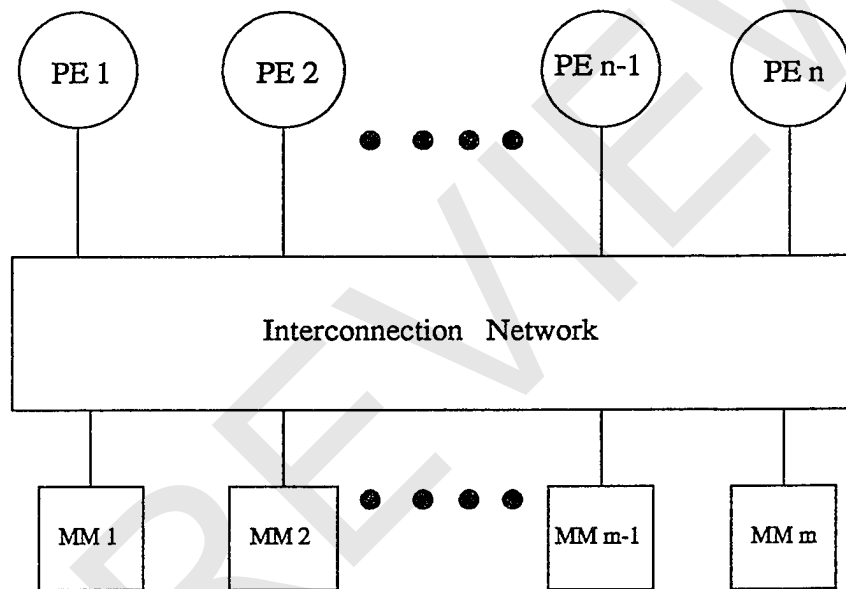 PE 1
PE 2
PE n-1
PE n
Interconnection Network
MM 1
MM 2
MM m-1
MM m
REVIEW